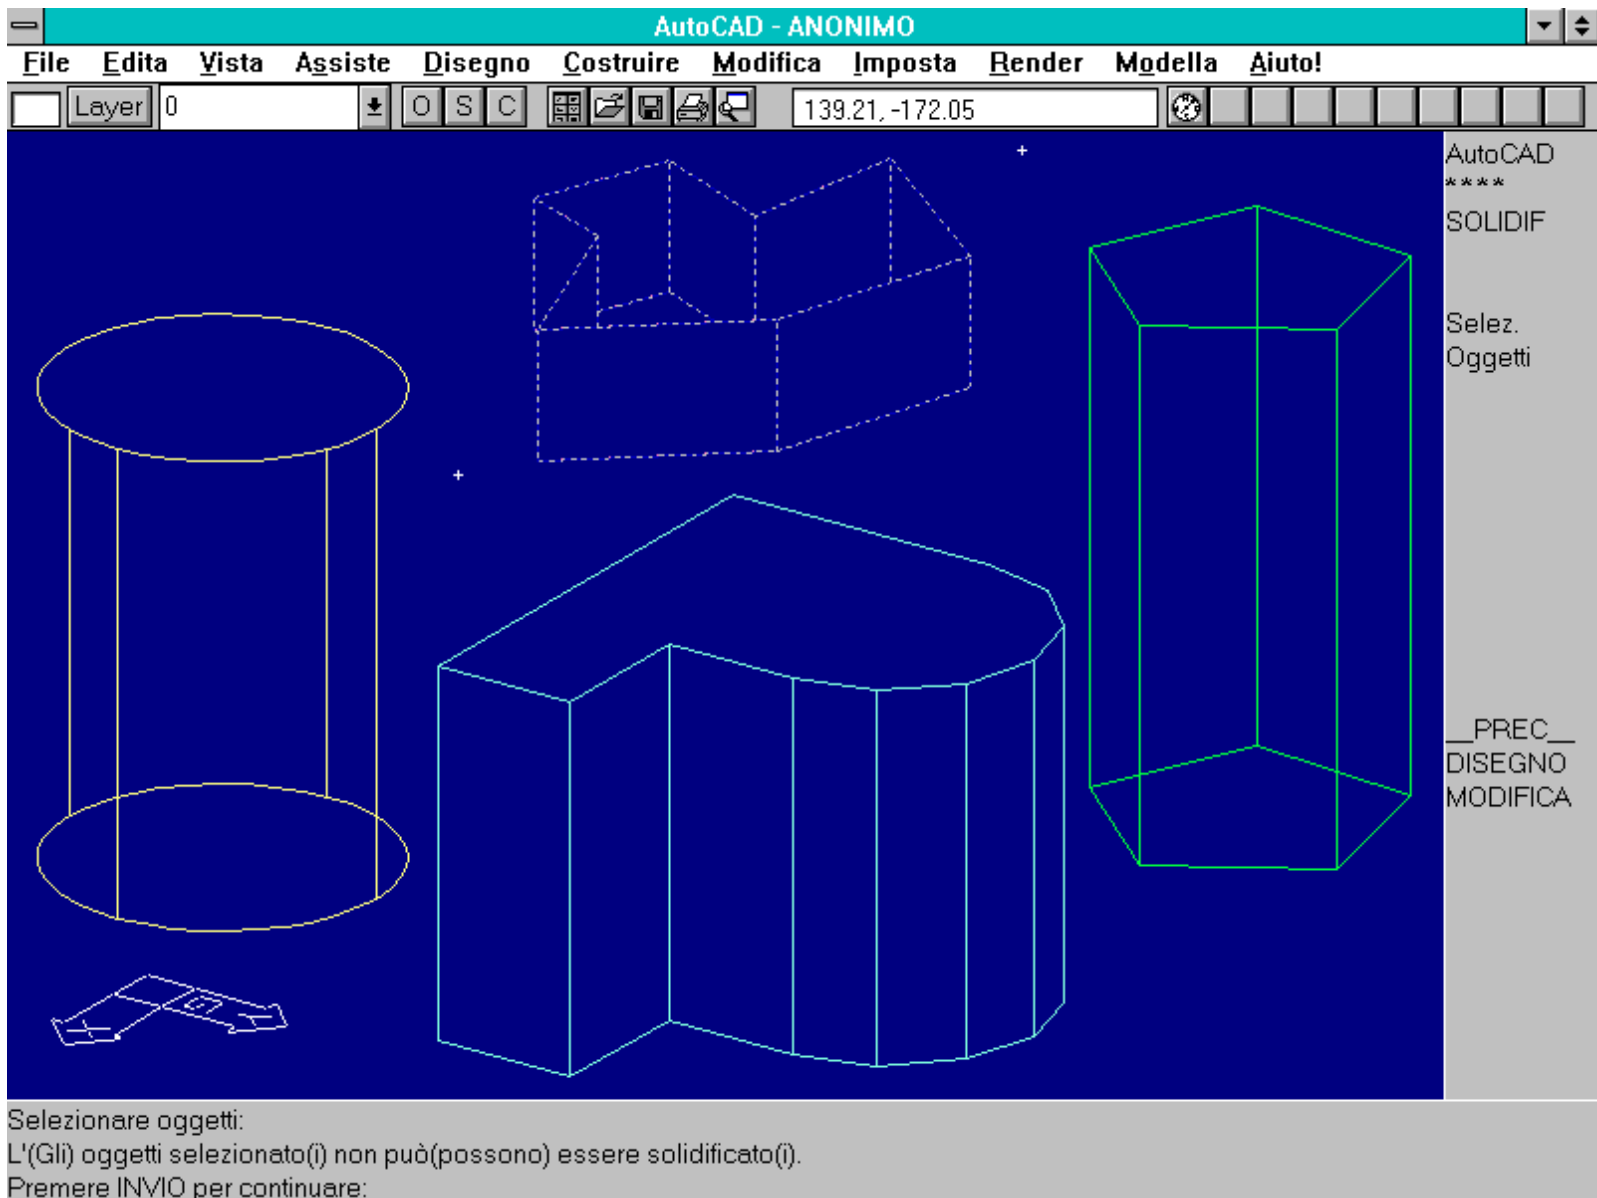 AutoCAD - ANONIMO
File Edita Vista Assiste Disegno Costruire Modifica Imposta Render Modella Aiuto!
Layer 0 O S C 139.21, -172.05
AutoCAD
****
SOLIDIF
Selez.
Oggetti
__PREC__
DISEGNO
MODIFICA
Selezionare oggetti:
L'(Gli) oggetti selezionato(i) non può(possono) essere solidificato(i).
Premere INVIO per continuare: